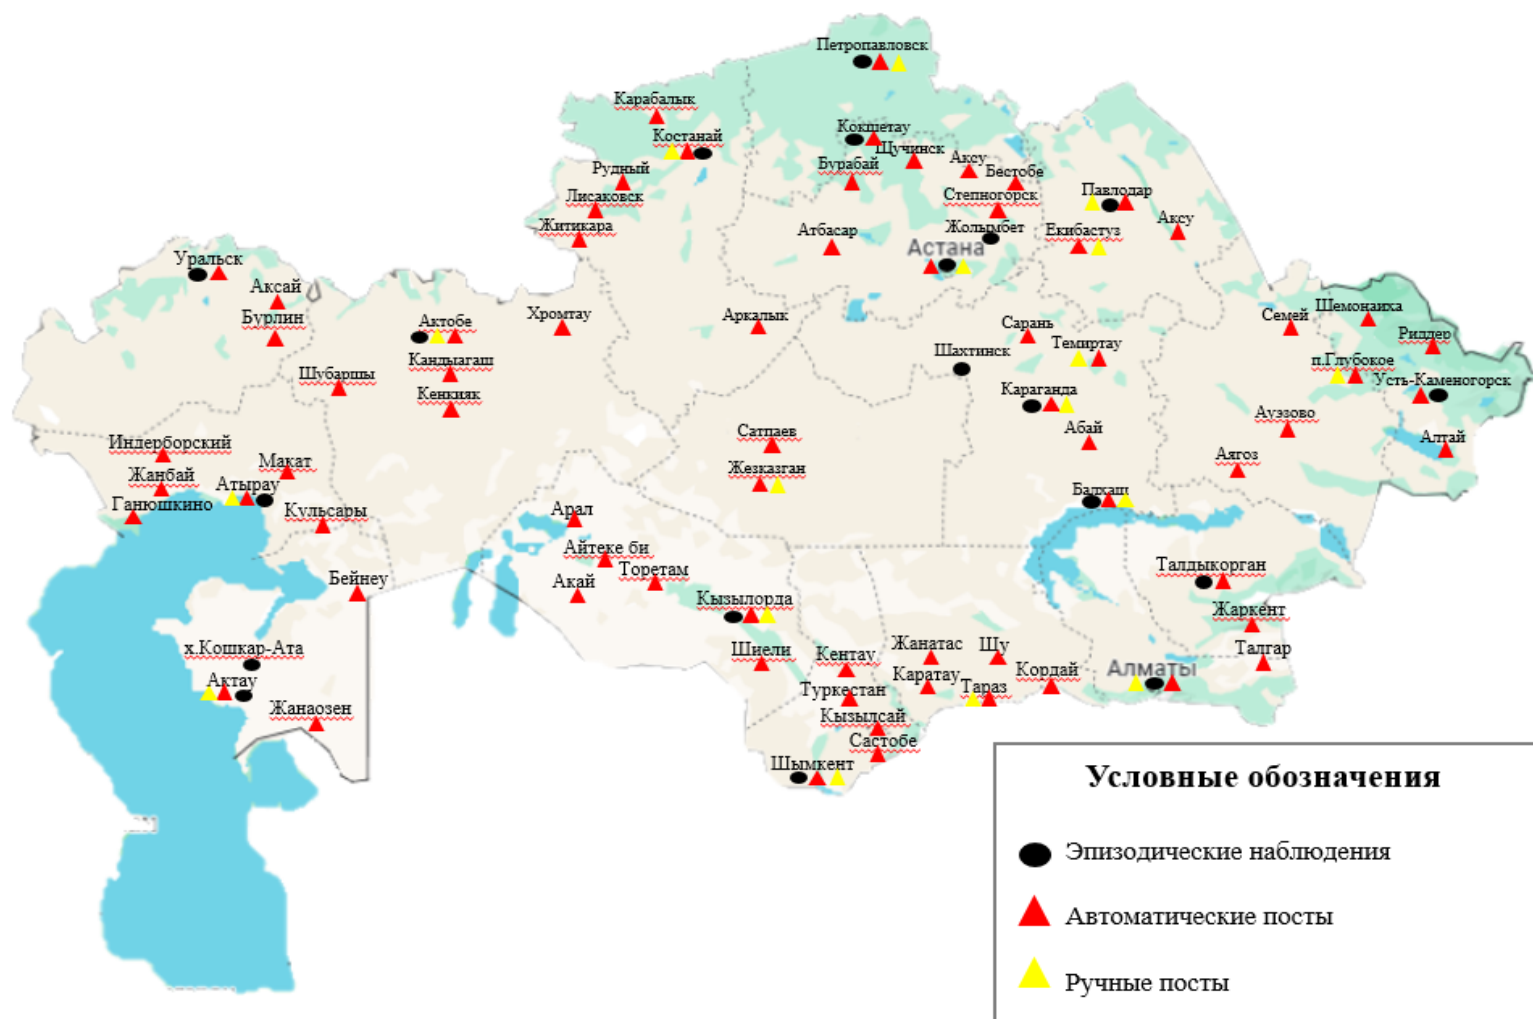 Петропавловск
Карабалык
Костанай
Кокшетау
Щучинск
Бурабай
Аксу
Бестобе
Рудный
Лисаковск
Степногорск
Павлодар
Житикара
Атбасар
Жолымбет
Астана
Екибастуз
Аксу
Уральск
Аксай
Бурлин
Актобе
Хромтау
Аркалык
Сарань
Темиртау
Семей
Шемонаиха
Риддер
Шахтинск
п.Глубокое
Кандыагаш
Шубаршы
Усть-Каменогорск
Кенкияк
Караганда
Абай
Ауэзово
Сатпаев
Алтай
Индерборский
Макат
Жезказган
Аягоз
Жанбай
Атырау
Балхаш
Ганюшкино
Кульсары
Арал
Айтеке би
Торетам
Талдыкорган
Бейнеу
Акай
Кызылорда
Жаркент
х.Кошкар-Ата
Шиели
Кентау
Жанатас
Шу
Талгар
Кордай
Алматы
Актау
Каратау
Тараз
Туркестан
Жанаозен
Кызылсай
Састобе
Шымкент
Условные обозначения
Эпизодические наблюдения
Автоматические посты
Ручные посты